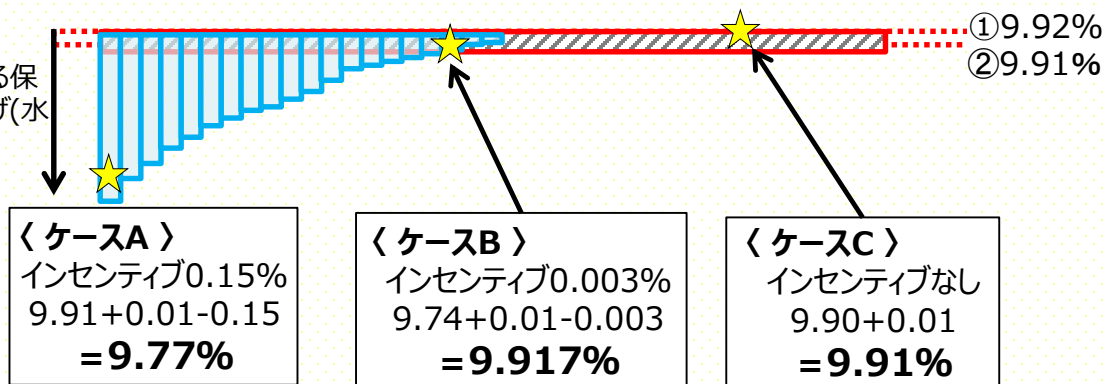 ①9.92%
②9.91%
る保
げ(水
〈 ケースA 〉
インセンティブ0.15%
9.91+0.01-0.15
=9.77%
〈 ケースB 〉
インセンティブ0.003%
9.74+0.01-0.003
=9.917%
〈 ケースC 〉
インセンティブなし
9.90+0.01
=9.91%